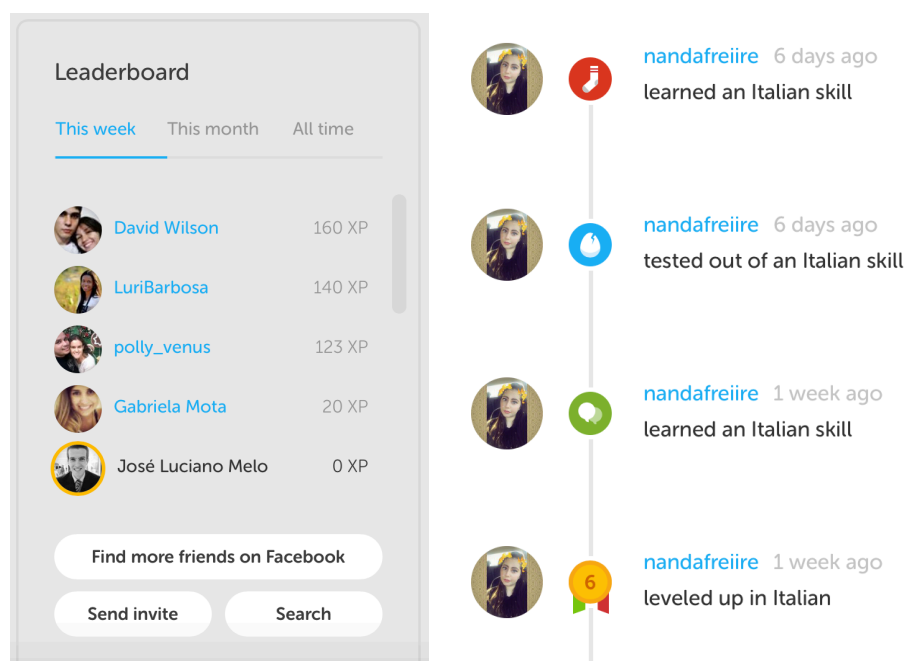 Leaderboard
This week This month All time
David Wilson 160 XP
LuriBarbosa 140 XP
polly_venus 123 XP
Gabriela Mota 20 XP
José Luciano Melo 0 XP
Find more friends on Facebook
Send invite Search
nandafreiire 6 days ago
learned an Italian skill
nandafreiire 6 days ago
tested out of an Italian skill
nandafreiire 1 week ago
learned an Italian skill
nandafreiire 1 week ago
6
leveled up in Italian